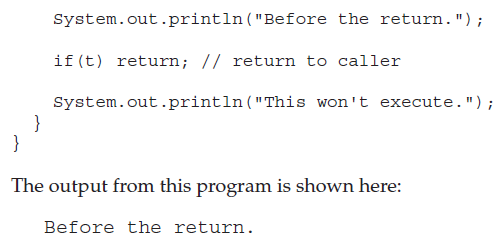 System.out.println("Before the return.");
if(t) return; // return to caller
System.out.println("This won't execute.");
}
}
The output from this program is shown here:
Before the return.